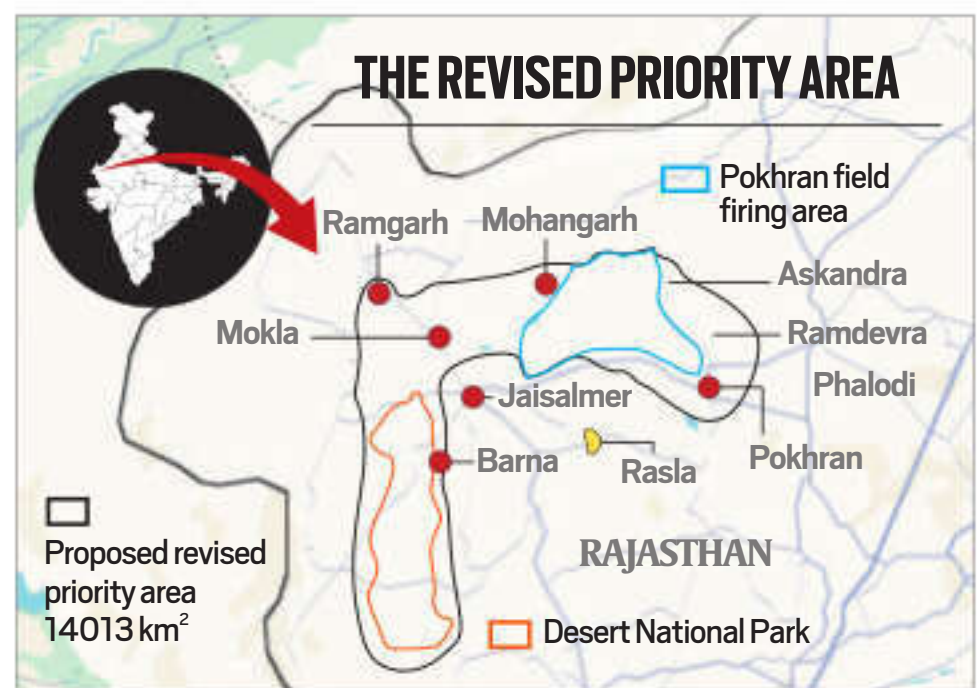 THE REVISED PRIORITY AREA
Pokhran field
firing area
Ramgarh
Mohangarh
Askandra
Mokla
Ramdevra
Jaisalmer
Phalodi
Barna
Rasla
Pokhran
Proposed revised
priority area
14013 km²
RAJASTHAN
Desert National Park